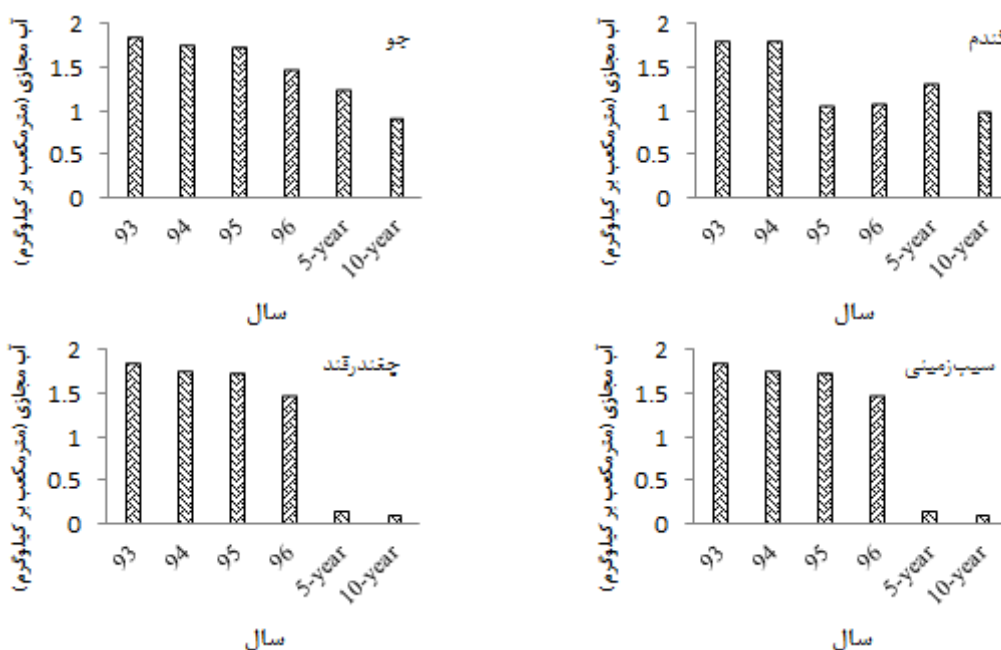 جو
آب مجازی (مترمکعب بر کیلوگرم)
2
1.5
1
0.5
0
93
94
95
96
5-year
10-year
سال
گندم
آب مجازی (مترمکعب بر کیلوگرم)
2
1.5
1
0.5
0
93
94
95
96
5-year
10-year
سال
چغندرقند
آب مجازی (مترمکعب بر کیلوگرم)
2
1.5
1
0.5
0
93
94
95
96
5-year
10-year
سال
سیب‌زمینی
آب مجازی (مترمکعب بر کیلوگرم)
2
1.5
1
0.5
0
93
94
95
96
5-year
10-year
سال